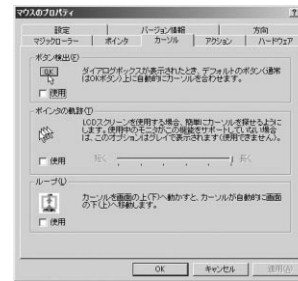 マウスのプロパティ
設定 バージョン情報 方向
マジックローラー ポインタ カーソル アクション ハードウェア
ボタン検出(E)
ダイアログボックスが表示されたとき、デフォルトのボタン(通常
はOKボタン)上に自動的にカーソルを合わせます。
使用
ポインタの軌跡(T)
LCDスクリーンを使用する場合、簡単にカーソルを探せるように
します。使用中のモニタがこの機能をサポートしていない場合
は、このオプションはグレイで表示されます(使用できません)。
使用 短く 長く
ループ(L)
カーソルを画面の上(下)へ動かすと、カーソルが自動的に画面
の下(上)へ移動します。
使用
OK キャンセル 適用(A)